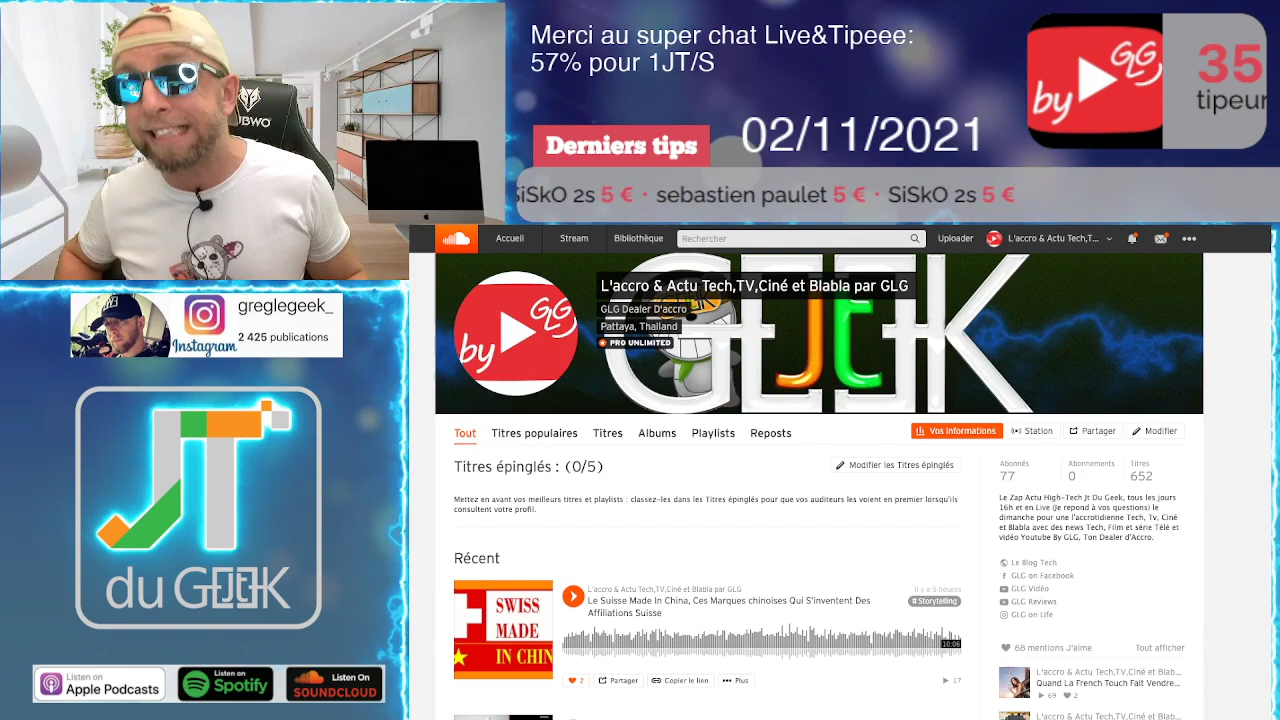 Merci au super chat Live&Tipeee:
57% pour 1JT/S
by GLG
35
tipeur
Derniers tips
02/11/2021
SiSkO 2s 5 € · sebastien paulet 5 € · SiSkO 2s 5 €
Accueil
Stream
Bibliothèque
Rechercher
Uploader
L'accro & Actu Tech,T...
L'accro & Actu Tech,TV,Ciné et Blabla par GLG
GLG Dealer D'accro
Pattaya, Thailand
PRO UNLIMITED
by GLG
GEEK
Jt
greglegeek_
2 425 publications
Instagram
JT
du GEEK
Listen on
Apple Podcasts
Listen on
Spotify
Listen On
SOUNDCLOUD
Tout
Titres populaires
Titres
Albums
Playlists
Reposts
Vos informations
Station
Partager
Modifier
Titres épinglés : (0/5)
Modifier les Titres épinglés
Mettez en avant vos meilleurs titres et playlists : classez-les dans les Titres épinglés pour que vos auditeurs les voient en premier lorsqu'ils
consultent votre profil.
Récent
SWISS
MADE
IN CHIN
L'accro & Actu Tech,TV,Ciné et Blabla par GLG
il y a 5 heures
Le Suisse Made In China, Ces Marques chinoises Qui S'inventent Des
Affiliations Suisse
# Storytelling
10:06
2
Partager
Copier le lien
Plus
17
Abonnés
77
Abonnements
0
Titres
652
Le Zap Actu High-Tech Jt Du Geek, tous les jours
16h et en Live (Je repond à vos questions) le
dimanche pour une l'accrotidienne Tech, Tv, Ciné
et Blabla avec des news Tech, Film et série Télé et
vidéo Youtube By GLG, Ton Dealer d'Accro.
Le Blog Tech
GLG on Facebook
GLG Vidéo
GLG Reviews
GLG on Life
68 mentions J'aime
Tout afficher
L'accro & Actu Tech,TV,Ciné et Blab...
Quand La French Touch Fait Vendre...
69
2
L'accro & Actu Tech,TV,Ciné et Blab...